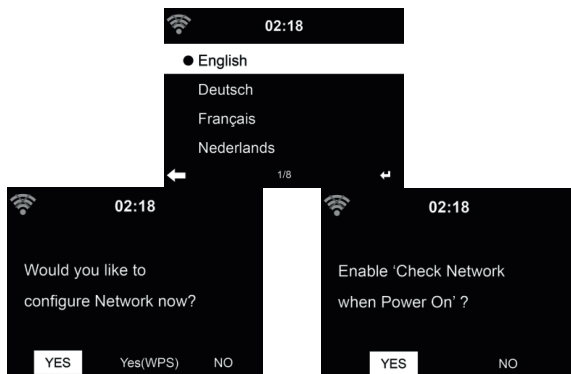 02:18
English
Deutsch
Français
Nederlands
1/8
02:18
Would you like to
configure Network now?
YES Yes(WPS) NO
02:18
Enable ‘Check Network
when Power On’ ?
YES NO